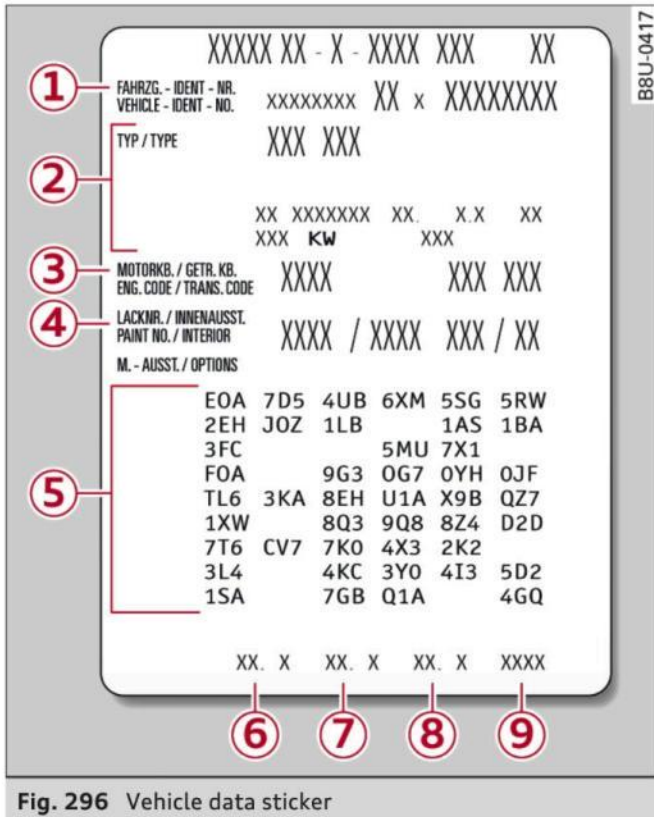 B8U-0417
XXXXX XX - X - XXXX XXX XX
① FAHRZG. - IDENT - NR.
VEHICLE - IDENT - NO. XXXXXXXX XX X XXXXXXXX
TYP / TYPE XXX XXX
②
XX XXXXXXX XX. X.X XX
XXX KW XXX
③ MOTORKB. / GETR. KB.
ENG. CODE / TRANS. CODE XXXX XXX XXX
④ LACKNR. / INNENAUSST.
PAINT NO. / INTERIOR XXXX / XXXX XXX / XX
M. - AUSST. / OPTIONS
EOA 7D5 4UB 6XM 5SG 5RW
2EH JOZ 1LB 1AS 1BA
3FC 5MU 7X1
FOA 9G3 OG7 0YH 0JF
⑤ TL6 3KA 8EH U1A X9B QZ7
1XW 8Q3 9Q8 8Z4 D2D
7T6 CV7 7K0 4X3 2K2
3L4 4KC 3Y0 4I3 5D2
1SA 7GB Q1A 4GQ
XX. X XX. X XX. X XXXX
⑥ ⑦ ⑧ ⑨
Fig. 296 Vehicle data sticker